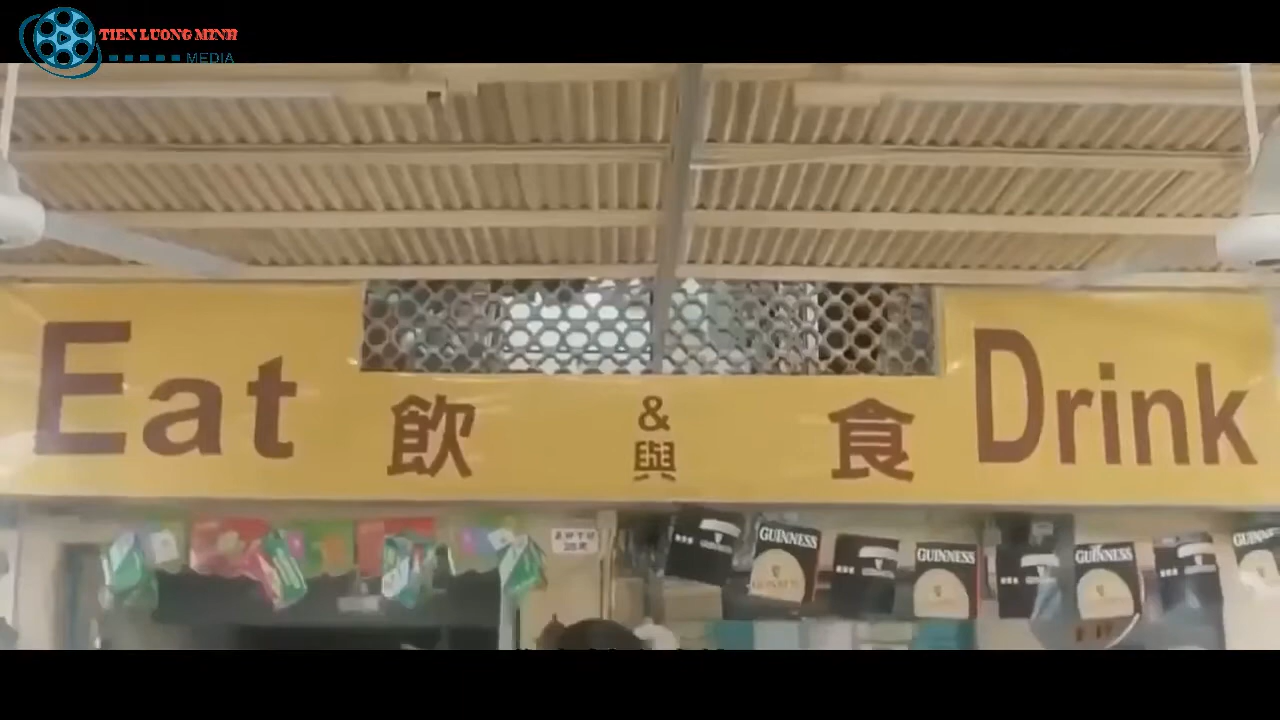 TIEN LUONG MINH
MEDIA
Eat 飲 & 與 食 Drink
GUINNESS
GUINNESS
GUINNESS
GUINNESS